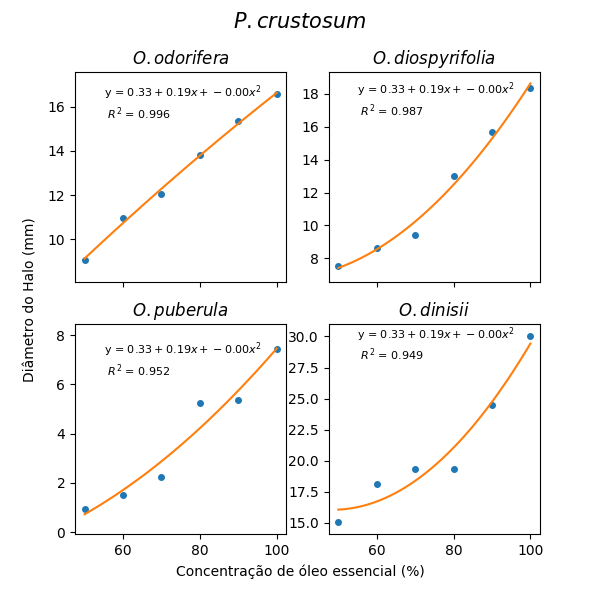 P. crustosum
O. odorifera
O. diospyrifolia
y = 0.33 + 0.19x + −0.00x²
R² = 0.996
y = 0.33 + 0.19x + −0.00x²
R² = 0.987
16
14
12
10
18
16
14
12
10
8
O. puberula
O. dinisii
y = 0.33 + 0.19x + −0.00x²
R² = 0.952
y = 0.33 + 0.19x + −0.00x²
R² = 0.949
8
6
4
2
0
30.0
27.5
25.0
22.5
20.0
17.5
15.0
60 80 100
60 80 100
Diâmetro do Halo (mm)
Concentração de óleo essencial (%)